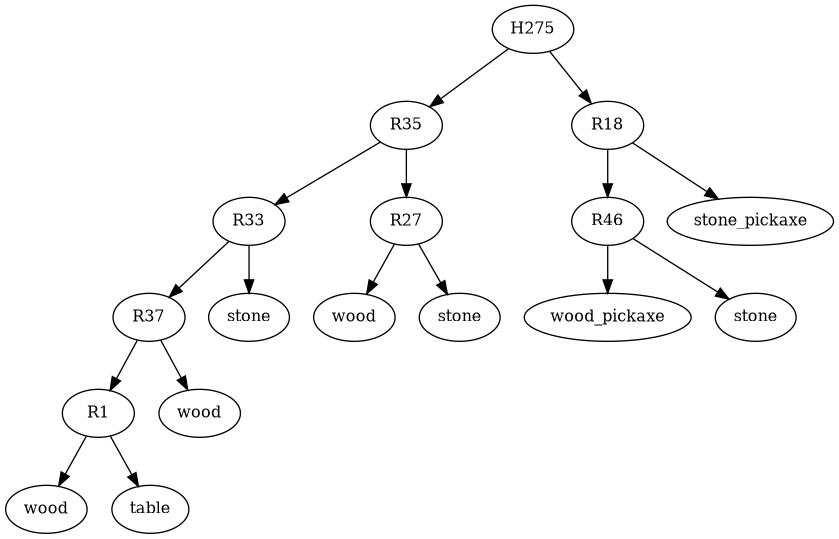 H275
R35
R18
R33
R27
R46
stone_pickaxe
R37
stone
wood
stone
wood_pickaxe
stone
R1
wood
wood
table